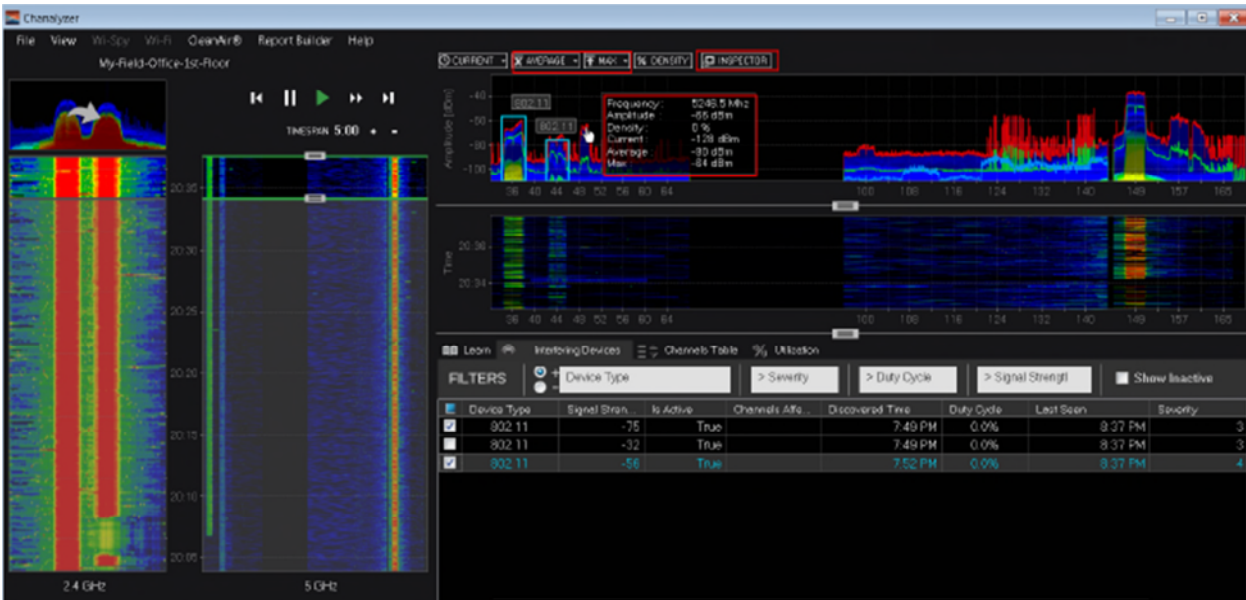 Chanalyzer
File View Wi-Spy Wi-Fi CleanAir® Report Builder Help
My-Field-Office-1st-Floor
TIMESPAN 5:00 + -
20:35
20:30
20:25
20:20
20:15
20:10
20:05
2.4 GHz 5 GHz
CURRENT AVERAGE MAX % DENSITY INSPECTOR
Amplitude [dBm]
-40
-60
-80
-100
802.11
802.11
Frequency: 5246.5 Mhz
Amplitude: -65 dBm
Density: 0 %
Current -128 dBm
Average -80 dBm
Max -64 dBm
36 40 44 48 52 56 60 64 100 108 116 124 132 140 149 157 165
Time
20:36
20:34
36 40 44 48 52 56 60 64 100 108 116 124 132 140 149 157 165
Learn Interfering Devices Channels Table Utilization
FILTERS + - Device Type > Severity > Duty Cycle > Signal Strengtl Show Inactive
Device Type Signal Stren... Is Active Channels Affe... Discovered Time Duty Cycle Last Seen Severity
802.11 -75 True 7:49 PM 0.0% 8:37 PM 3
802.11 -32 True 7:49 PM 0.0% 8:37 PM 3
802.11 -56 True 7:52 PM 0.0% 8:37 PM 4